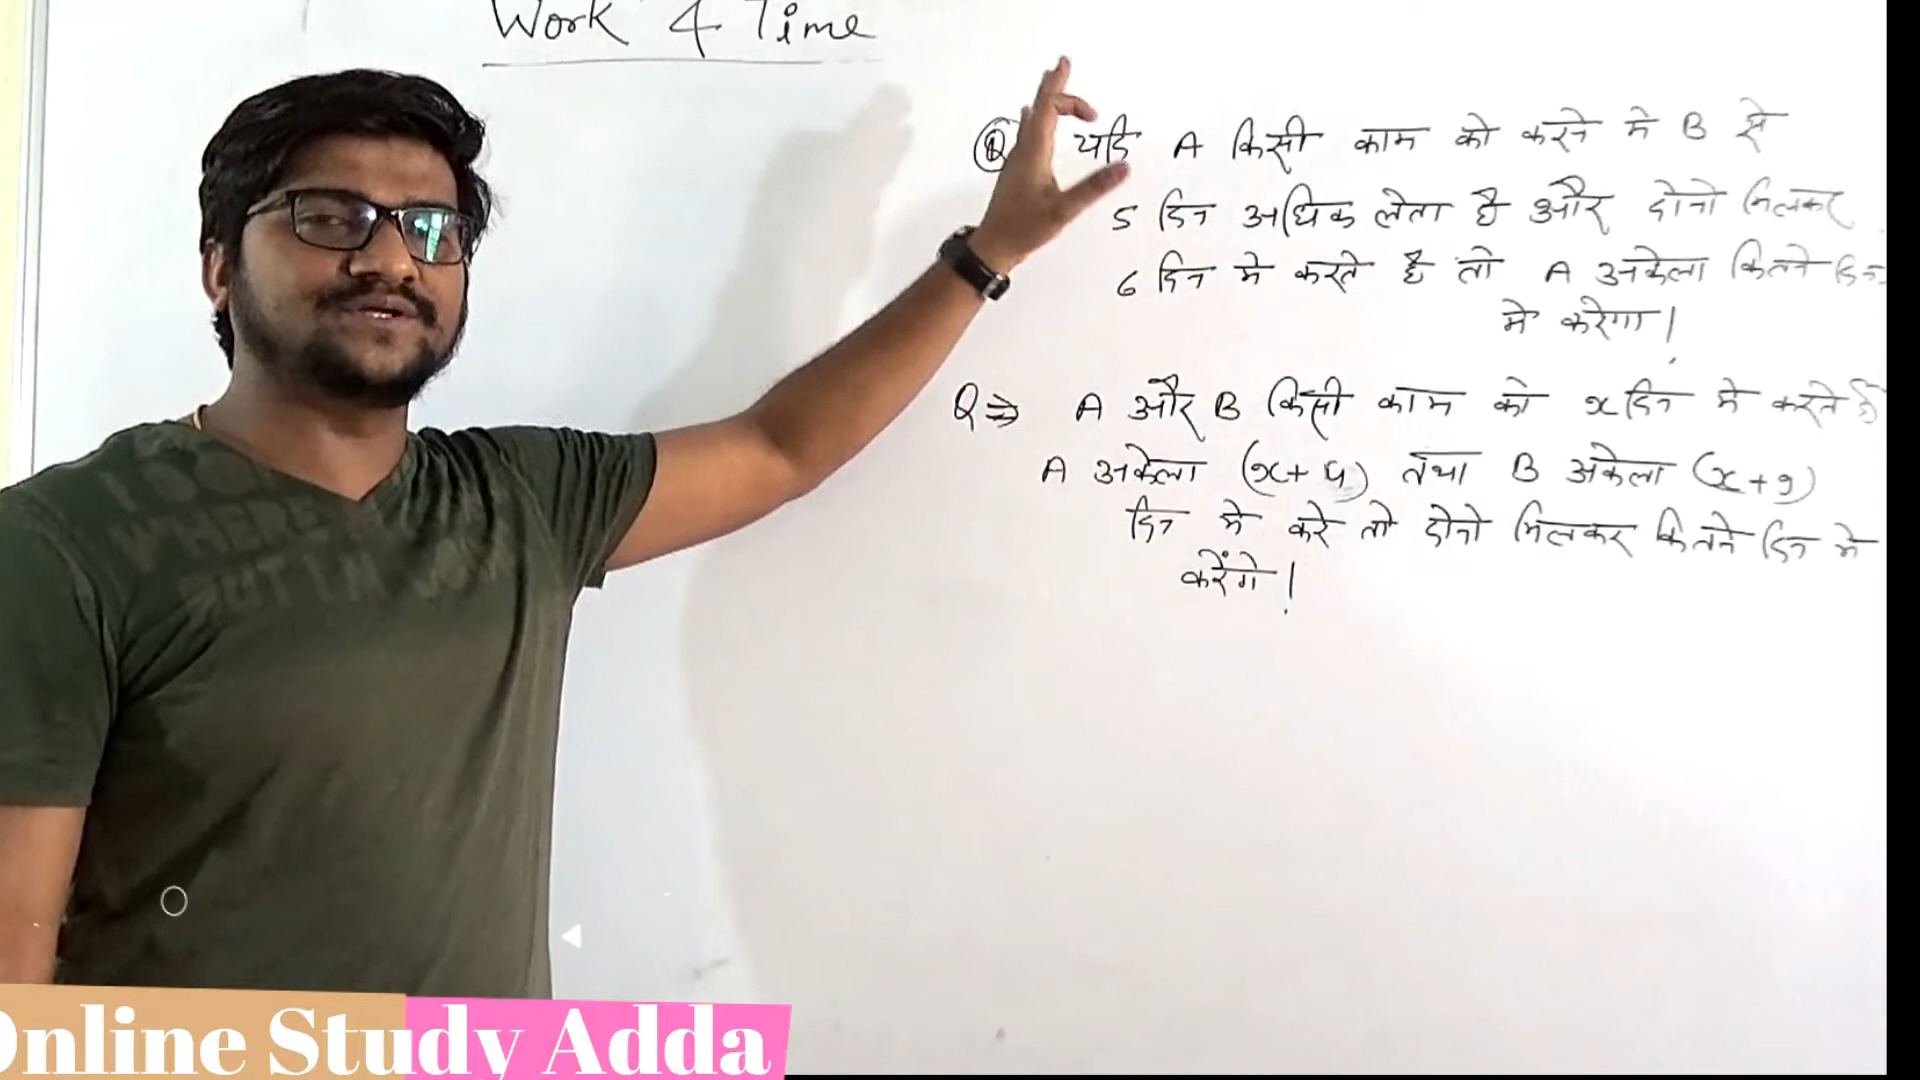 Work & Time
Q यदि A किसी काम को करने मे B से
5 दिन अधिक लेता है और दोनो मिलकर
6 दिन मे करते है तो A अकेला कितने दिन
मे करेगा।
Q ⇒ A और B किसी काम को x दिन मे करते है
A अकेला (x+4) तथा B अकेला (x+9)
दिन मे करे तो दोनो मिलकर कितने दिन मे
करेंगे।
Online Study Adda